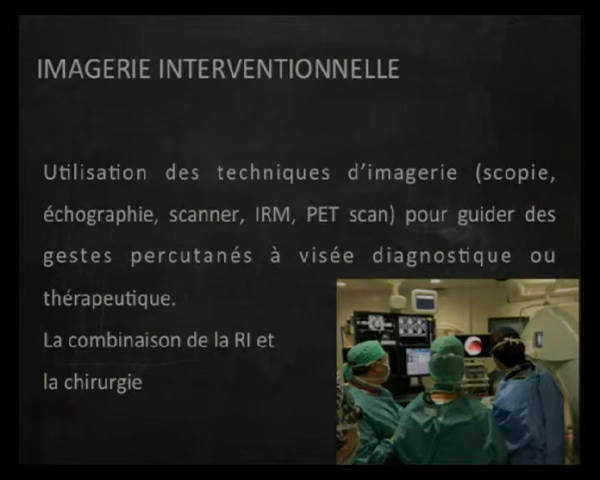 IMAGERIE INTERVENTIONNELLE
Utilisation des techniques d'imagerie (scopie,
échographie, scanner, IRM, PET scan) pour guider des
gestes percutanés à visée diagnostique ou
thérapeutique.
La combinaison de la RI et
la chirurgie